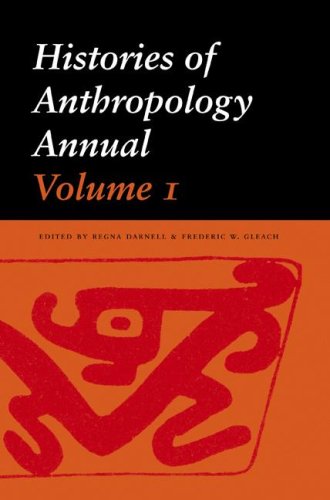 Histories of
Anthropology
Annual
Volume 1
EDITED BY REGNA DARNELL & FREDERIC W. GLEACH